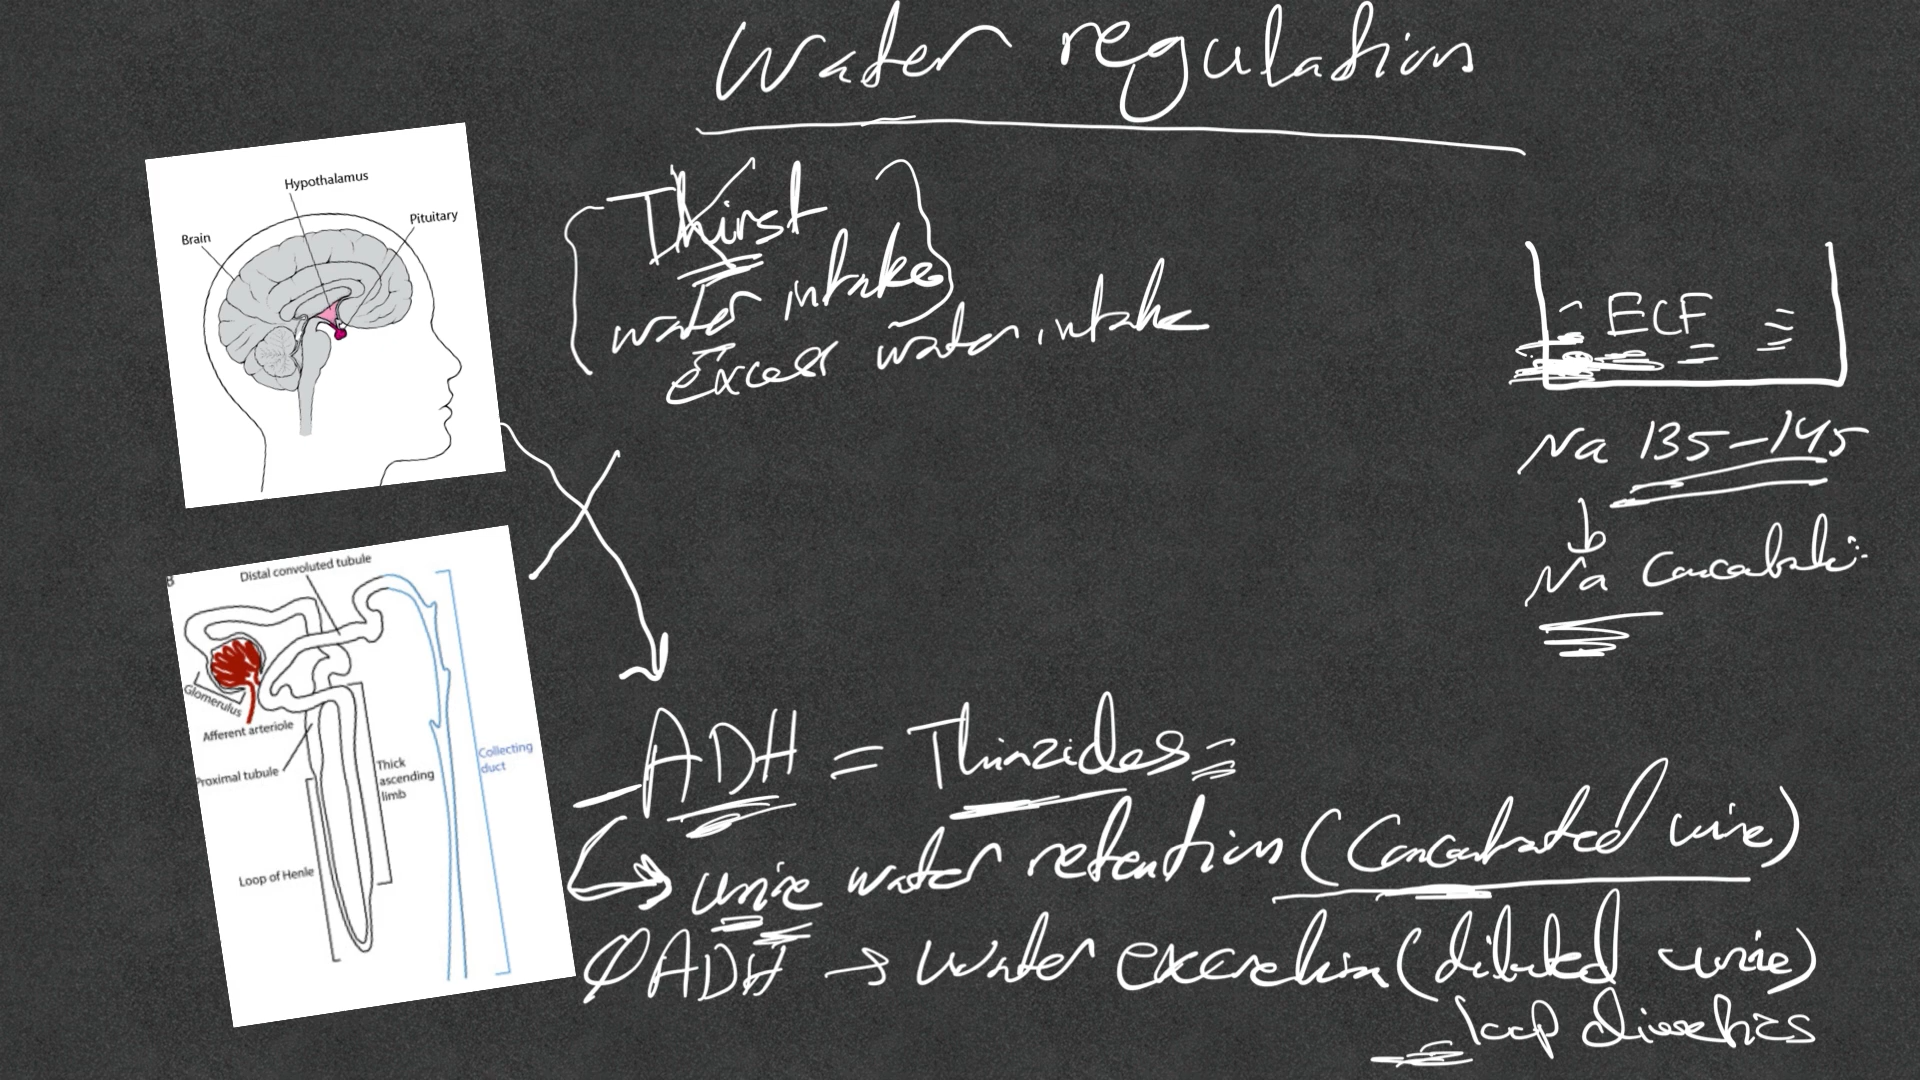 Water regulation
Hypothalamus
Pituitary
Brain
Thirst
water intake
Excess water intake
ECF
Na 135-145
Na
B
Distal convoluted tubule
Glomerulus
Afferent arteriole
Proximal tubule
Thick
ascending
limb
Collecting
duct
Loop of Henle
ADH = Thiazides =
urine water retention (Concentrated urine)
ØADH → water excretion (diluted urine)
loop diuretics